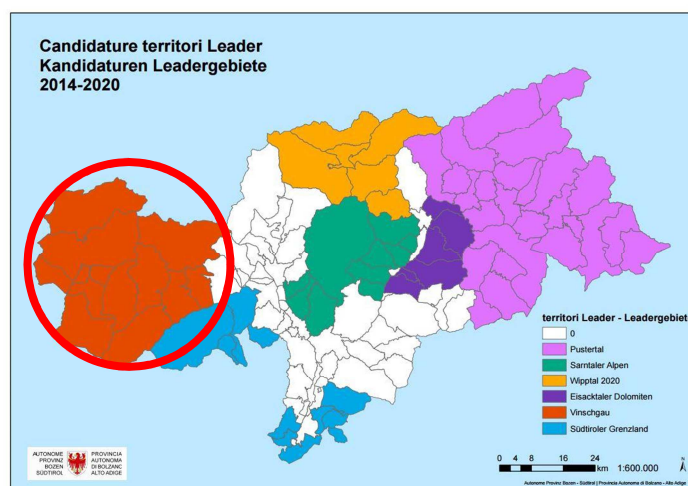 Candidature territori Leader
Kandidaturen Leadergebiete
2014-2020
territori Leader - Leadergebiete
0
Pustertal
Sarntaler Alpen
Wipptal 2020
Eisacktaler Dolomiten
Vinschgau
Südtiroler Grenzland
AUTONOME PROVINZ BOZEN SÜDTIROL
PROVINCIA AUTONOMA DI BOLZANO ALTO ADIGE
0 4 8 16 24 km
1:600.000
N
Autonome Provinz Bozen - Südtirol | Provincia Autonoma di Bolzano - Alto Adige